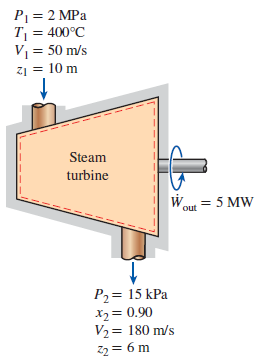 P₁ = 2 MPa
T₁ = 400°C
V₁ = 50 m/s
z₁ = 10 m
Steam
turbine
Ẇout = 5 MW
P₂ = 15 kPa
x₂ = 0.90
V₂ = 180 m/s
z₂ = 6 m